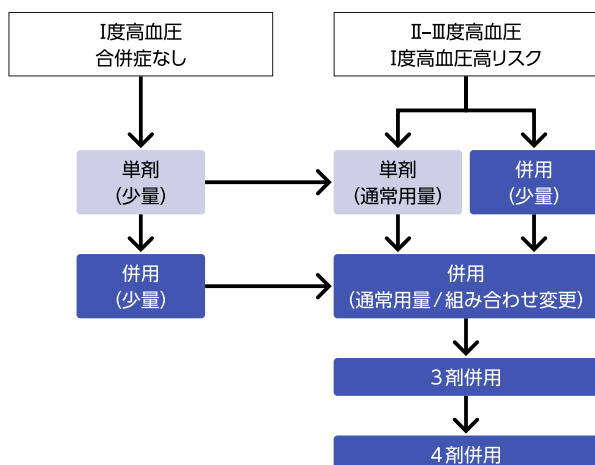 I度高血圧
合併症なし
Ⅱ−Ⅲ度高血圧
I度高血圧高リスク
単剤
(少量)
単剤
(通常用量)
併用
(少量)
併用
(少量)
併用
(通常用量/組み合わせ変更)
3剤併用
4剤併用